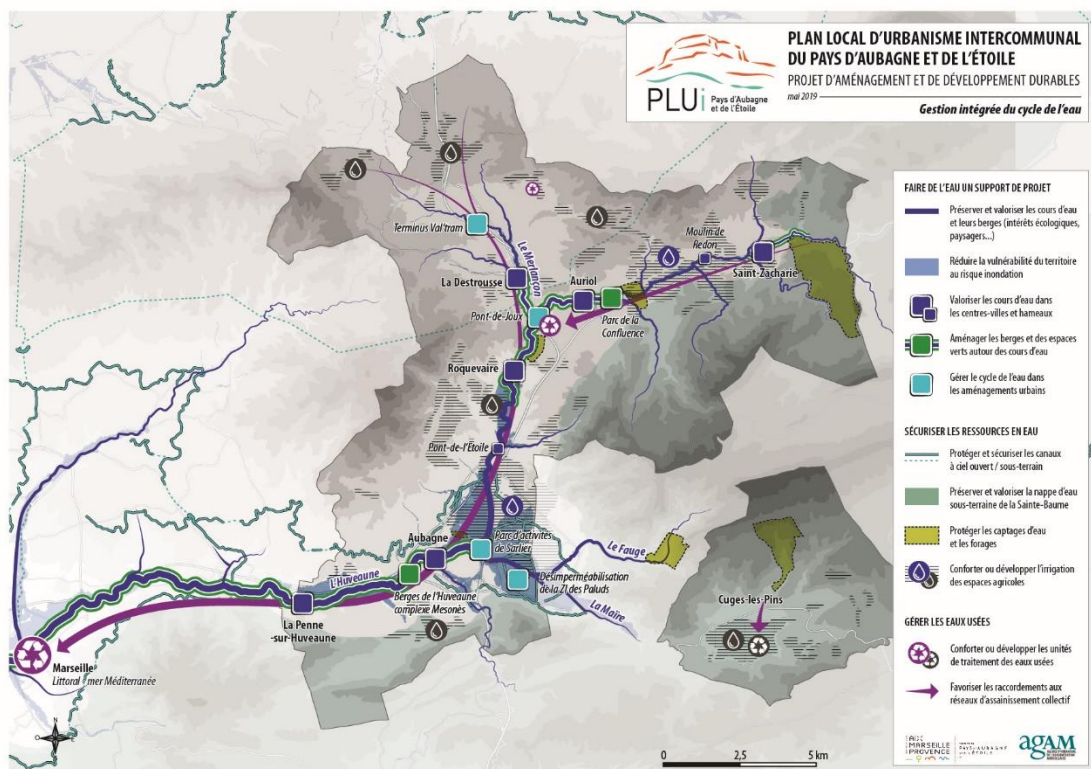 PLAN LOCAL D'URBANISME INTERCOMMUNAL
DU PAYS D'AUBAGNE ET DE L'ÉTOILE
PROJET D'AMÉNAGEMENT ET DE DÉVELOPPEMENT DURABLES
mai 2019
Gestion intégrée du cycle de l'eau
PLUi Pays d'Aubagne
et de l'Étoile
FAIRE DE L'EAU UN SUPPORT DE PROJET
Préserver et valoriser les cours d'eau
et leurs berges (intérêts écologiques,
paysagers...)
Réduire la vulnérabilité du territoire
au risque inondation
Valoriser les cours d'eau dans
les centres-villes et hameaux
Aménager les berges et des espaces
verts autour des cours d'eau
Gérer le cycle de l'eau dans
les aménagements urbains
SÉCURISER LES RESSOURCES EN EAU
Protéger et sécuriser les canaux
à ciel ouvert / sous-terrain
Préserver et valoriser la nappe d'eau
sous-terraine de la Sainte-Baume
Protéger les captages d'eau
et les forages
Conforter ou développer l'irrigation
des espaces agricoles
GÉRER LES EAUX USÉES
Conforter ou développer les unités
de traitement des eaux usées
Favoriser les raccordements aux
réseaux d'assainissement collectif
MARSEILLE
PROVENCE
PAYS D'AUBAGNE
ET DE L'ÉTOILE
agam
Terminus Val'tram
Le Merlançon
La Destrousse
Pont-de-Joux
Auriol
Parc de la
Confluence
Moulin de
Redon
Saint-Zacharie
Roquevaire
Pont-de-l'Étoile
Aubagne
Parc d'activités
de Sarlier
Le Fauge
Désimperméabilisation
de la ZI des Paluds
La Maïre
L'Huveaune
Berges de l'Huveaune
complexe Mesonès
La Penne
-sur-Huveaune
Cuges-les-Pins
Marseille
Littoral mer Méditerranée
N
0 2,5 5 km